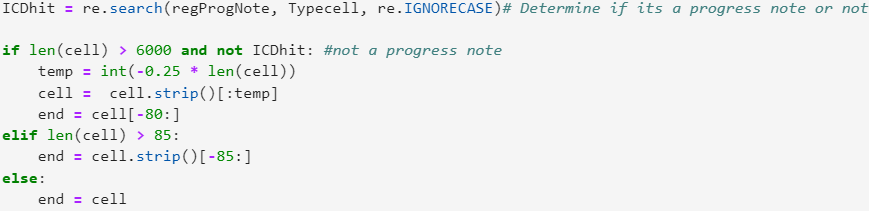 ICDhit = re.search(regProgNote, Typecell, re.IGNORECASE)# Determine if its a progress note or not
if len(cell) > 6000 and not ICDhit: #not a progress note
    temp = int(-0.25 * len(cell))
    cell =  cell.strip()[:temp]
    end = cell[-80:]
elif len(cell) > 85:
    end = cell.strip()[-85:]
else:
    end = cell